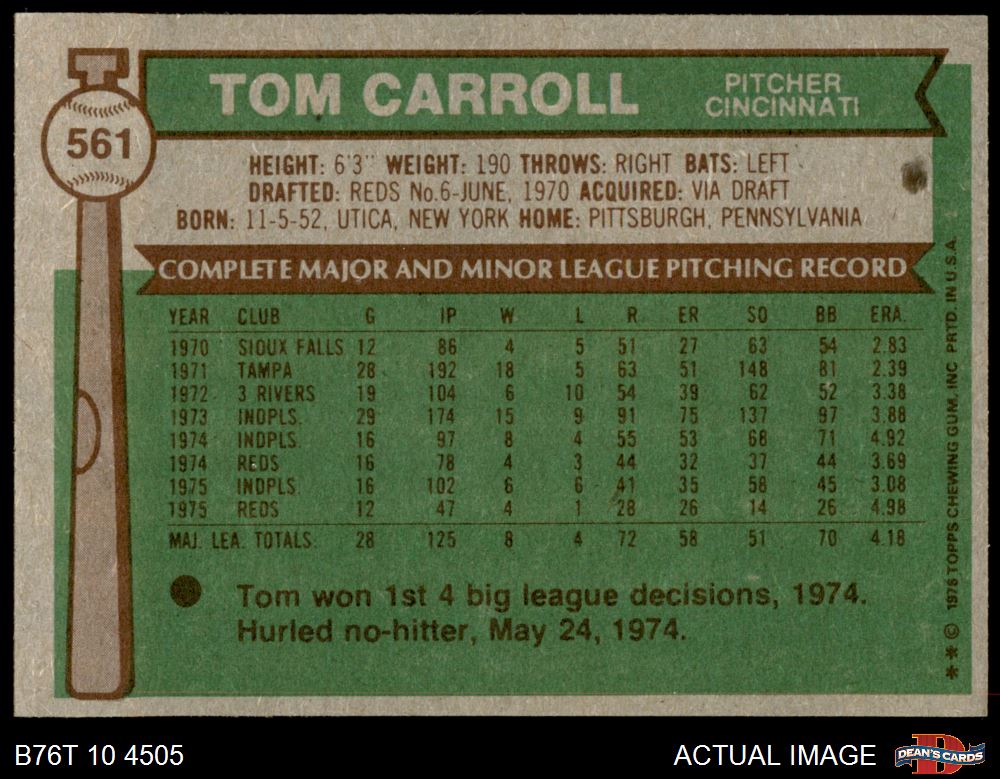 TOM CARROLL
PITCHER
CINCINNATI
561
HEIGHT: 6'3" WEIGHT: 190 THROWS: RIGHT BATS: LEFT
DRAFTED: REDS No.6-JUNE, 1970 ACQUIRED: VIA DRAFT
BORN: 11-5-52, UTICA, NEW YORK HOME: PITTSBURGH, PENNSYLVANIA
COMPLETE MAJOR AND MINOR LEAGUE PITCHING RECORD
YEAR CLUB G IP W L R ER SO BB ERA.
1970 SIOUX FALLS 12 86 4 5 51 27 63 54 2.83
1971 TAMPA 28 192 18 5 63 51 148 81 2.39
1972 3 RIVERS 19 104 6 10 54 39 62 52 3.38
1973 INDPLS. 29 174 15 9 91 75 137 97 3.88
1974 INDPLS. 16 97 8 4 55 53 68 71 4.92
1974 REDS 16 78 4 3 44 32 37 44 3.69
1975 INDPLS. 16 102 6 6 41 35 58 45 3.08
1975 REDS 12 47 4 1 28 26 14 26 4.98
MAJ. LEA. TOTALS 28 125 8 4 72 58 51 70 4.18
Tom won 1st 4 big league decisions, 1974.
Hurled no-hitter, May 24, 1974.
** © 1976 TOPPS CHEWING GUM, INC. PRTD. IN U.S.A.
B76T 10 4505
ACTUAL IMAGE
DEAN'S CARDS